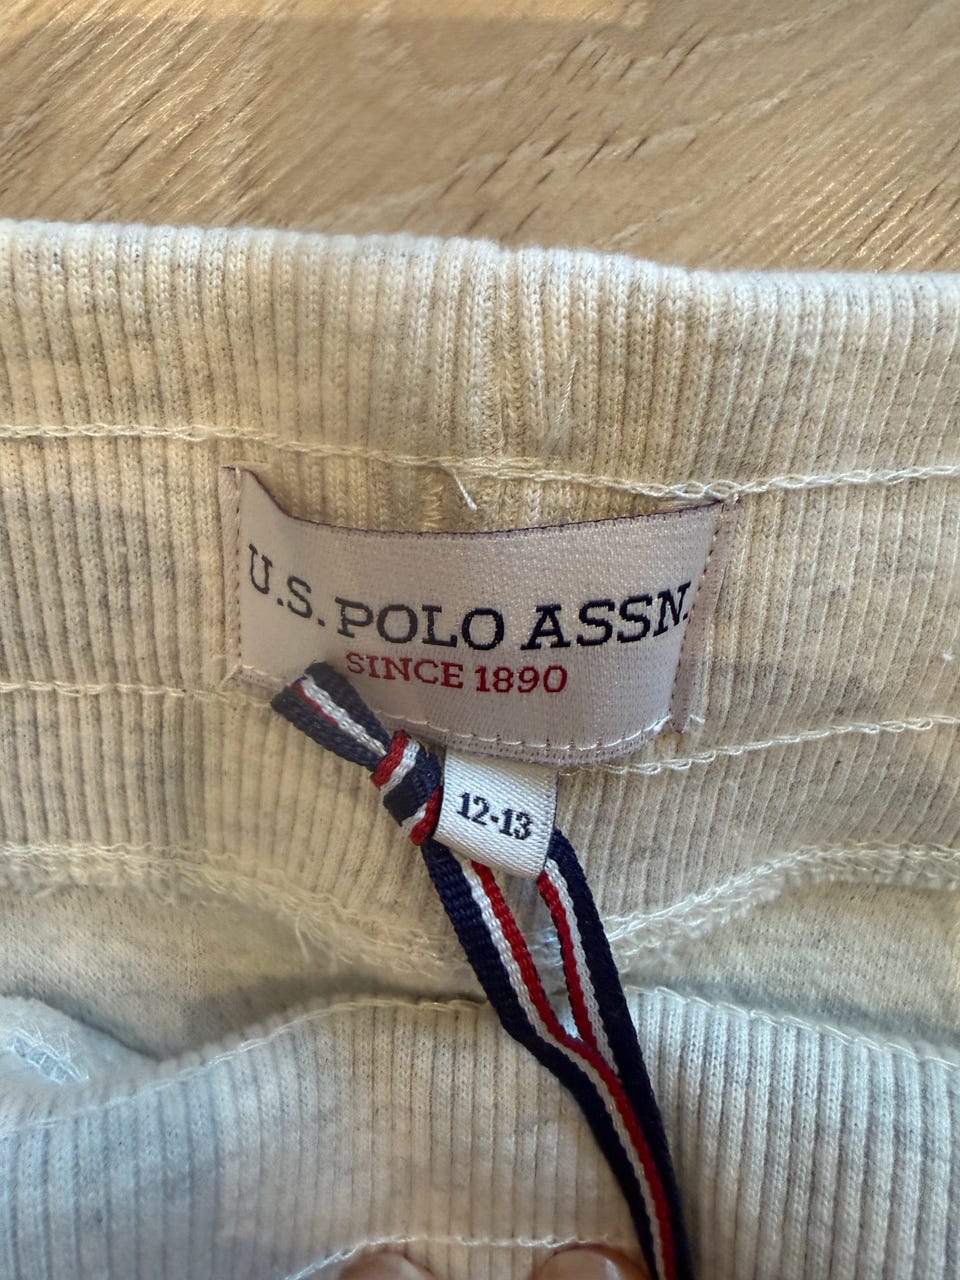 U.S. POLO ASSN.
SINCE 1890
12-13